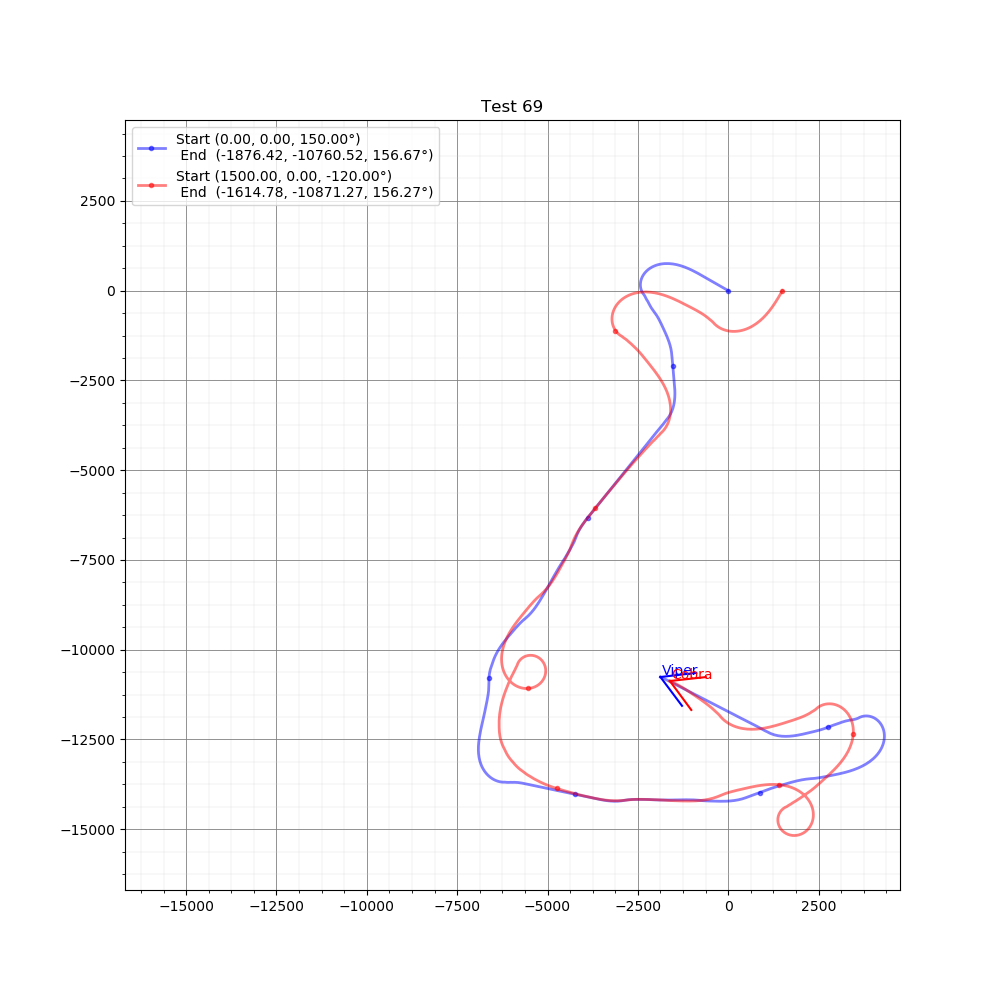 Test 69
Start (0.00, 0.00, 150.00°)
End (-1876.42, -10760.52, 156.67°)
Start (1500.00, 0.00, -120.00°)
End (-1614.78, -10871.27, 156.27°)
2500
0
−2500
−5000
−7500
−10000
−12500
−15000
Viper
Cobra
−15000 −12500 −10000 −7500 −5000 −2500 0 2500